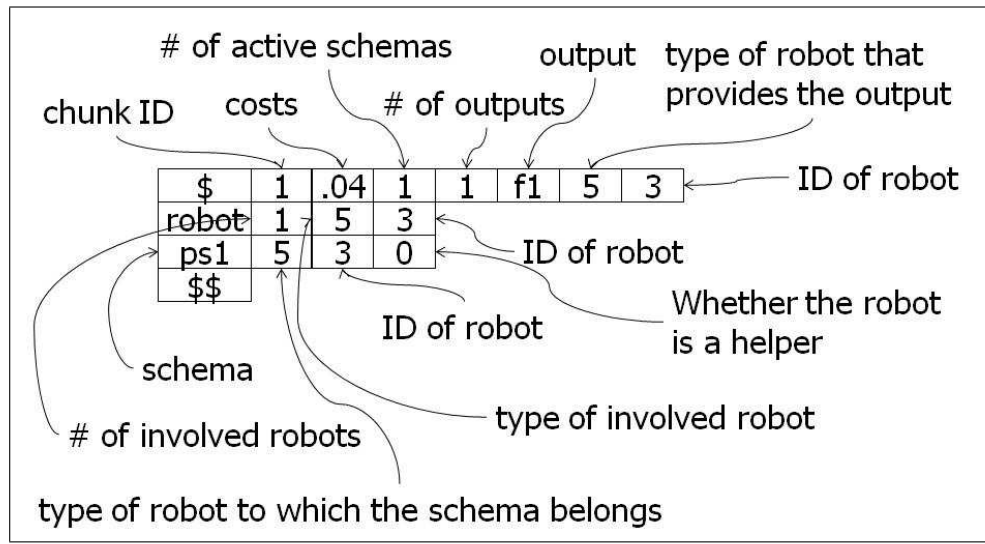 # of active schemas
output
type of robot that
provides the output
chunk ID
costs
# of outputs
$ 1 .04 1 1 f1 5 3
ID of robot
robot 1 5 3
ID of robot
ps1 5 3 0
$$
Whether the robot
is a helper
ID of robot
schema
type of involved robot
# of involved robots
type of robot to which the schema belongs